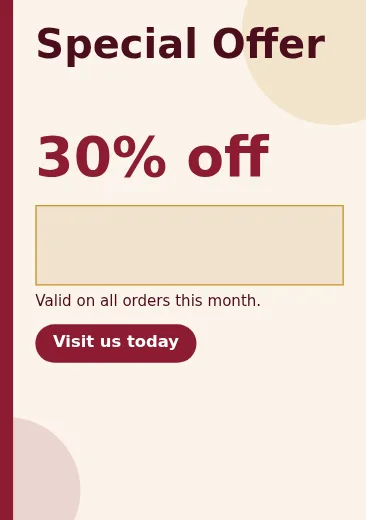 Special Offer
30% off
Valid on all orders this month.
Visit us today